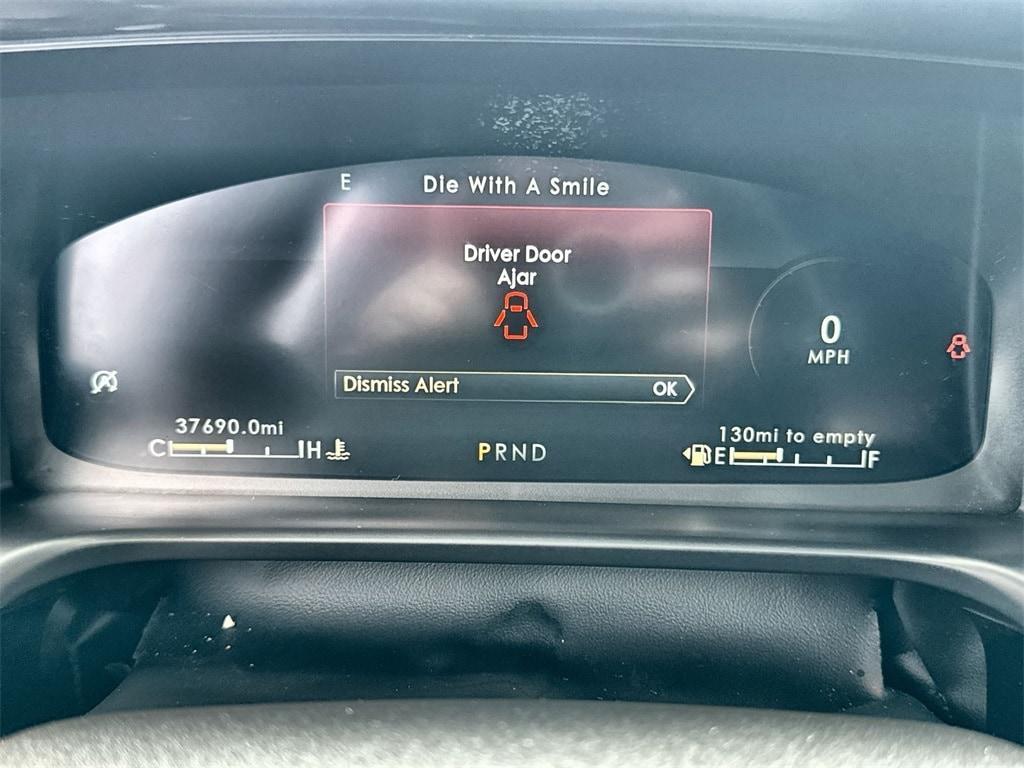 E Die With A Smile
Driver Door
Ajar
0
MPH
Dismiss Alert OK
37690.0mi
130mi to empty
C H PRND E F